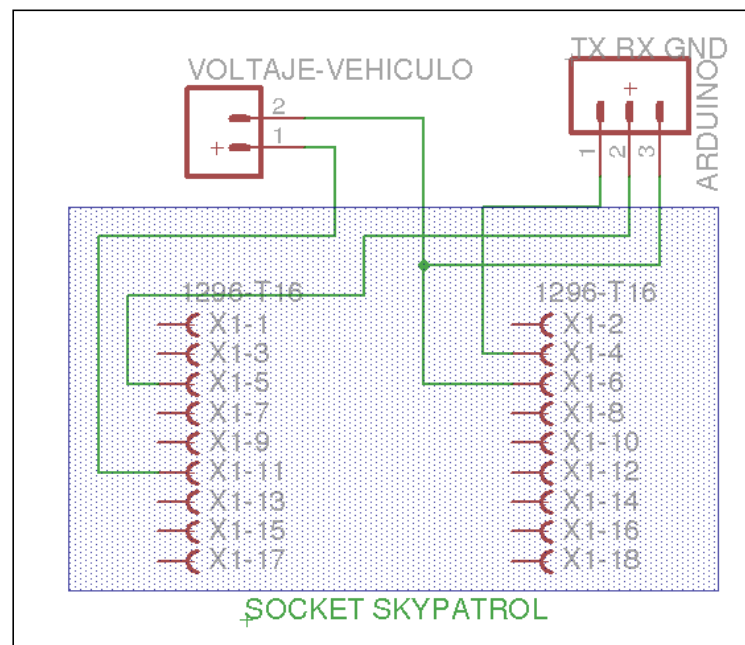 TX RX GND
VOLTAJE-VEHICULO
ARDUINO
2
1
1
2
3
1296-T16
1296-T16
X1-1
X1-2
X1-3
X1-4
X1-5
X1-6
X1-7
X1-8
X1-9
X1-10
X1-11
X1-12
X1-13
X1-14
X1-15
X1-16
X1-17
X1-18
SOCKET SKYPATROL